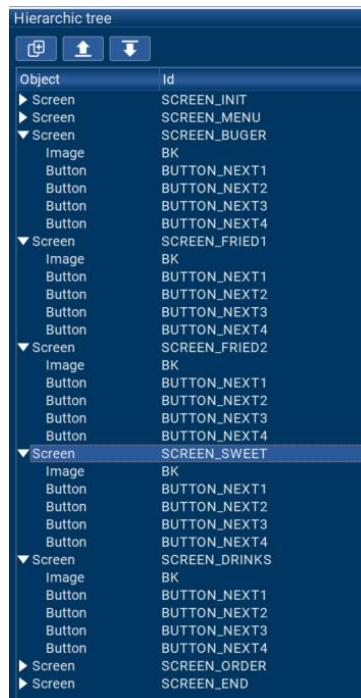 Hierarchic tree
Object Id
Screen SCREEN_INIT
Screen SCREEN_MENU
Screen SCREEN_BUGER
Image BK
Button BUTTON_NEXT1
Button BUTTON_NEXT2
Button BUTTON_NEXT3
Button BUTTON_NEXT4
Screen SCREEN_FRIED1
Image BK
Button BUTTON_NEXT1
Button BUTTON_NEXT2
Button BUTTON_NEXT3
Button BUTTON_NEXT4
Screen SCREEN_FRIED2
Image BK
Button BUTTON_NEXT1
Button BUTTON_NEXT2
Button BUTTON_NEXT3
Button BUTTON_NEXT4
Screen SCREEN_SWEET
Image BK
Button BUTTON_NEXT1
Button BUTTON_NEXT2
Button BUTTON_NEXT3
Button BUTTON_NEXT4
Screen SCREEN_DRINKS
Image BK
Button BUTTON_NEXT1
Button BUTTON_NEXT2
Button BUTTON_NEXT3
Button BUTTON_NEXT4
Screen SCREEN_ORDER
Screen SCREEN_END